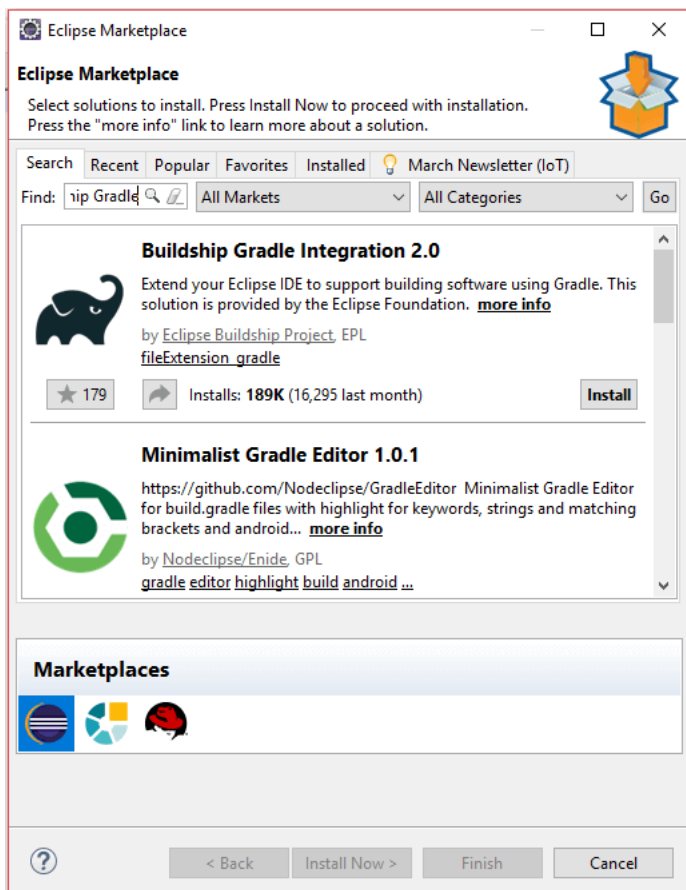 Eclipse Marketplace
Eclipse Marketplace
Select solutions to install. Press Install Now to proceed with installation.
Press the "more info" link to learn more about a solution.
Search Recent Popular Favorites Installed March Newsletter (IoT)
Find: hip Gradle All Markets All Categories Go
Buildship Gradle Integration 2.0
Extend your Eclipse IDE to support building software using Gradle. This
solution is provided by the Eclipse Foundation. more info
by Eclipse Buildship Project, EPL
fileExtension_gradle
179 Installs: 189K (16,295 last month) Install
Minimalist Gradle Editor 1.0.1
https://github.com/Nodeclipse/GradleEditor Minimalist Gradle Editor
for build.gradle files with highlight for keywords, strings and matching
brackets and android... more info
by Nodeclipse/Enide, GPL
gradle editor highlight build android ...
Marketplaces
? < Back Install Now > Finish Cancel